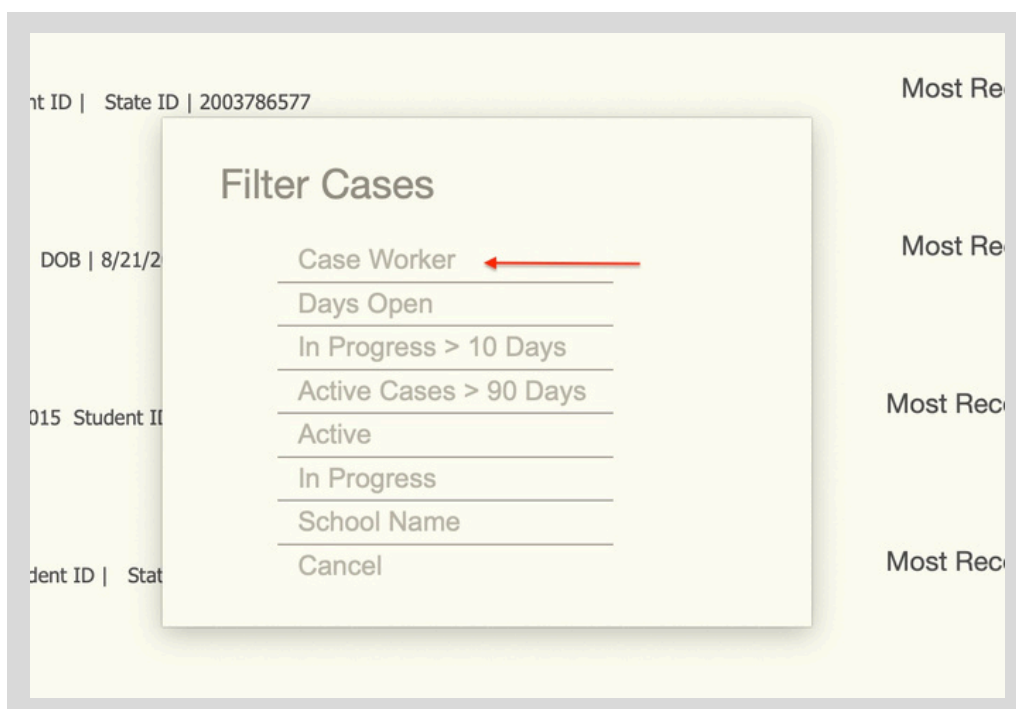 nt ID | State ID | 2003786577
Most Re
Filter Cases
DOB | 8/21/2
Case Worker
Most Re
Days Open
In Progress > 10 Days
Active Cases > 90 Days
015 Student ID
Most Rec
Active
In Progress
School Name
dent ID | Stat
Cancel
Most Rec